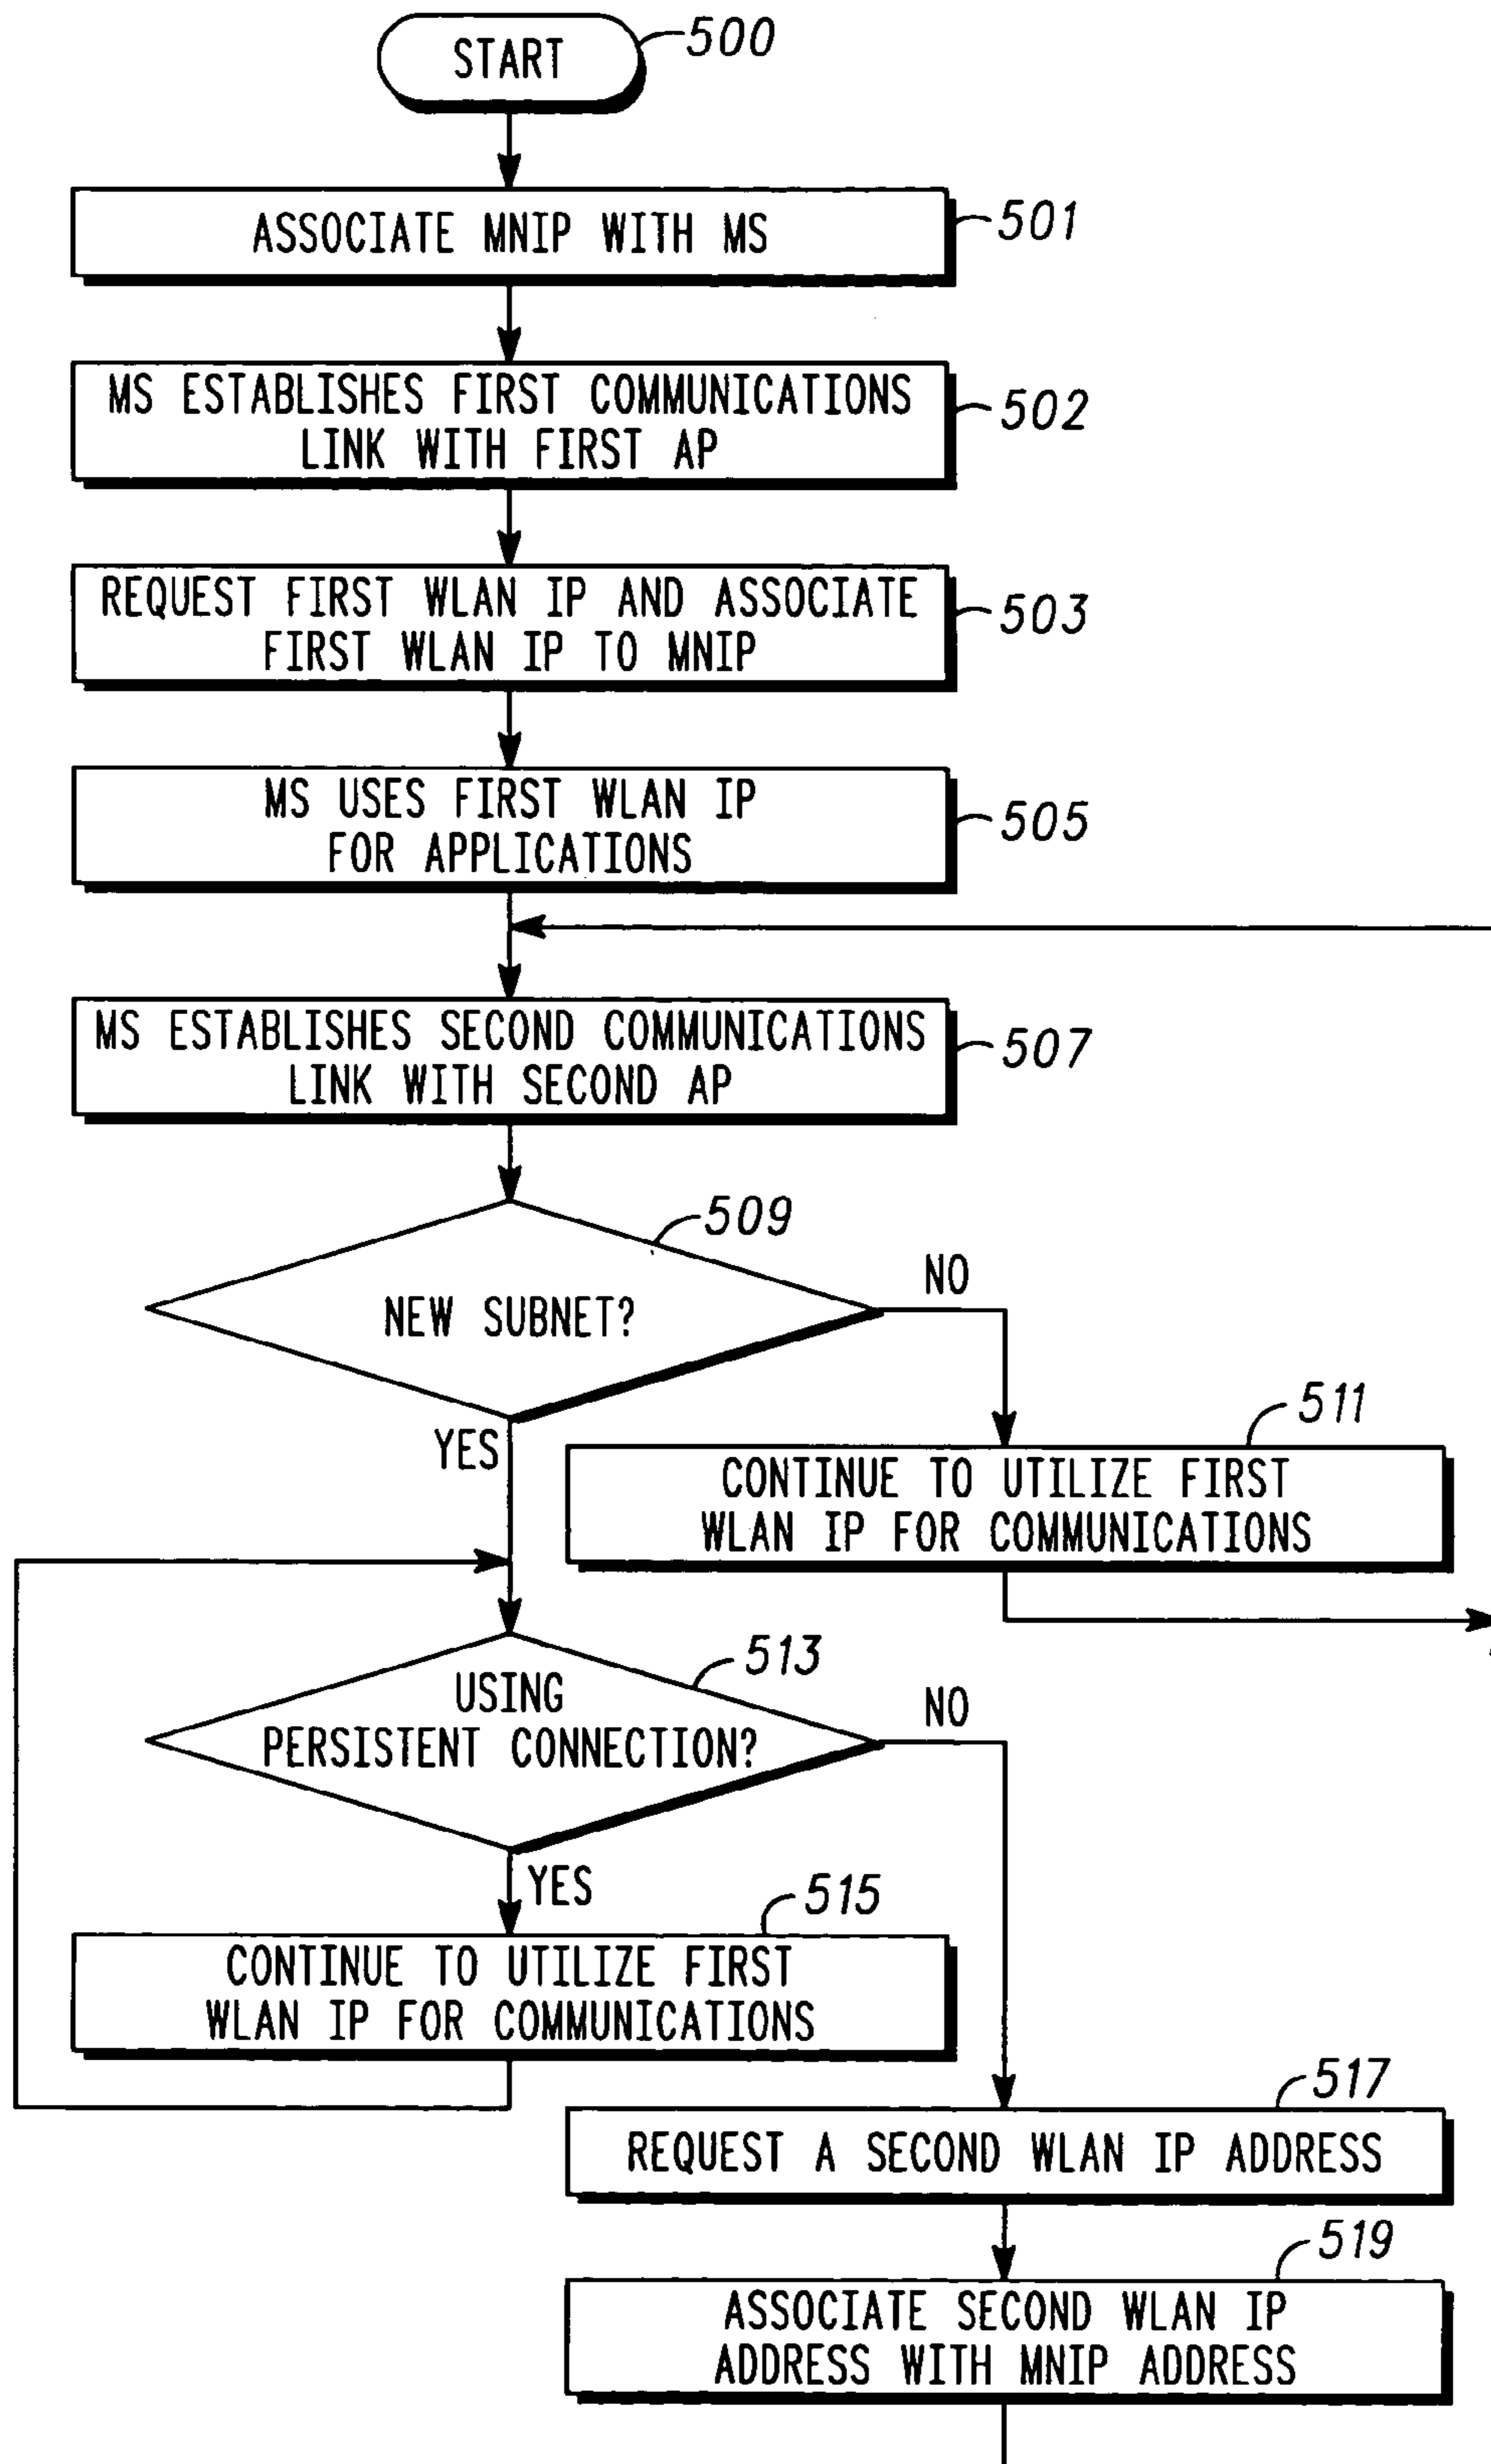 START
500
ASSOCIATE MNIP WITH MS
501
MS ESTABLISHES FIRST COMMUNICATIONS
LINK WITH FIRST AP
502
REQUEST FIRST WLAN IP AND ASSOCIATE
FIRST WLAN IP TO MNIP
503
MS USES FIRST WLAN IP
FOR APPLICATIONS
505
MS ESTABLISHES SECOND COMMUNICATIONS
LINK WITH SECOND AP
507
509
NEW SUBNET?
NO
YES
511
CONTINUE TO UTILIZE FIRST
WLAN IP FOR COMMUNICATIONS
513
USING
PERSISTENT CONNECTION?
NO
YES
515
CONTINUE TO UTILIZE FIRST
WLAN IP FOR COMMUNICATIONS
517
REQUEST A SECOND WLAN IP ADDRESS
519
ASSOCIATE SECOND WLAN IP
ADDRESS WITH MNIP ADDRESS